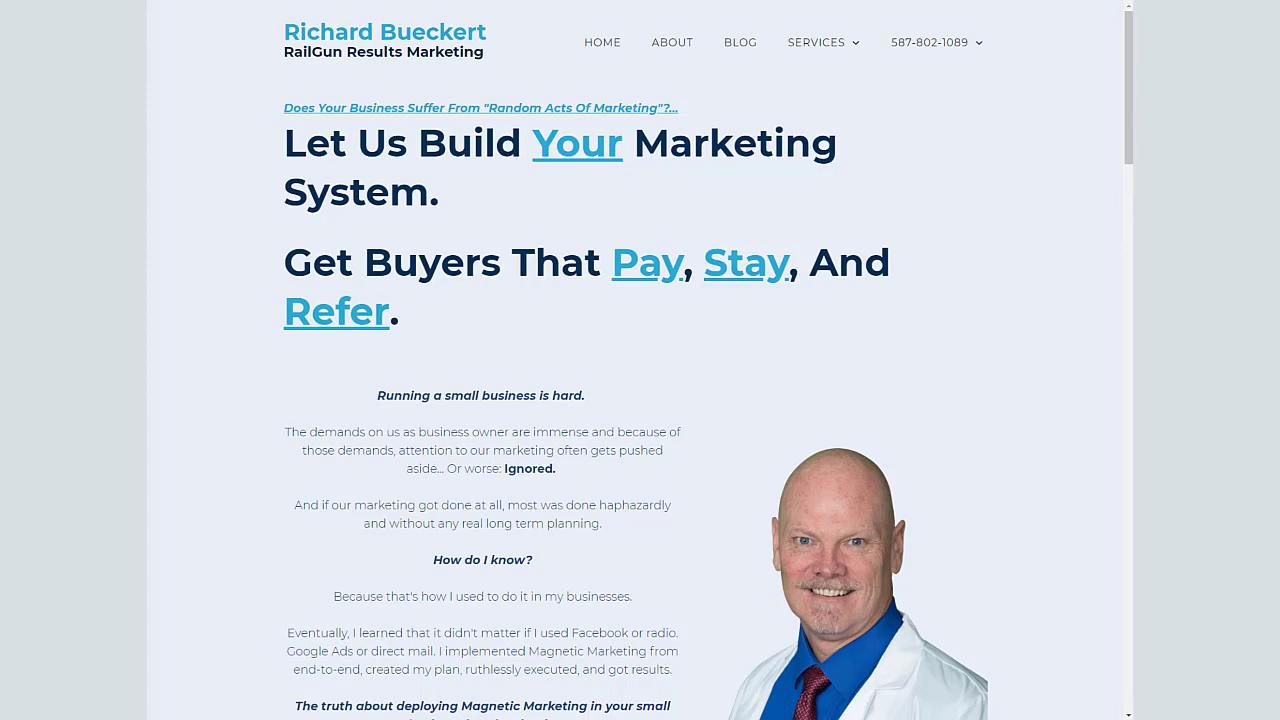 Richard Bueckert
RailGun Results Marketing
HOME ABOUT BLOG SERVICES 587-802-1089
Does Your Business Suffer From "Random Acts Of Marketing"?...
Let Us Build Your Marketing
System.
Get Buyers That Pay, Stay, And
Refer.
Running a small business is hard.
The demands on us as business owner are immense and because of
those demands, attention to our marketing often gets pushed
aside... Or worse: Ignored.
And if our marketing got done at all, most was done haphazardly
and without any real long term planning.
How do I know?
Because that's how I used to do it in my businesses.
Eventually, I learned that it didn't matter if I used Facebook or radio.
Google Ads or direct mail. I implemented Magnetic Marketing from
end-to-end, created my plan, ruthlessly executed, and got results.
The truth about deploying Magnetic Marketing in your small